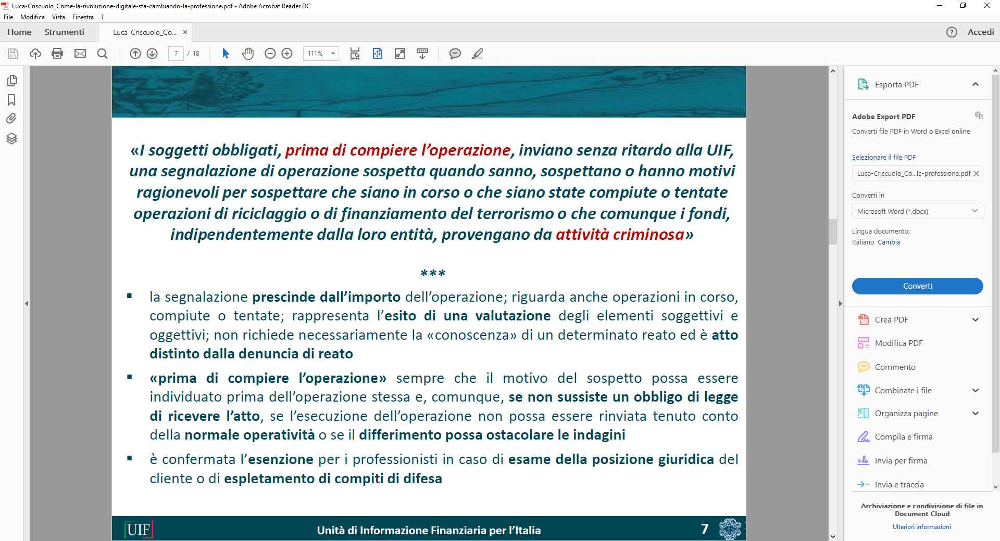 Luca-Criscuolo_Come-la-rivoluzione-digitale-sta-cambiando-la-professione.pdf - Adobe Acrobat Reader DC
File Modifica Vista Finestra ?
Home Strumenti Luca-Criscuolo_Co... × ? Accedi
7 / 18 111%
«I soggetti obbligati, prima di compiere l’operazione, inviano senza ritardo alla UIF,
una segnalazione di operazione sospetta quando sanno, sospettano o hanno motivi
ragionevoli per sospettare che siano in corso o che siano state compiute o tentate
operazioni di riciclaggio o di finanziamento del terrorismo o che comunque i fondi,
indipendentemente dalla loro entità, provengano da attività criminosa»
***
▪ la segnalazione prescinde dall’importo dell’operazione; riguarda anche operazioni in corso,
compiute o tentate; rappresenta l’esito di una valutazione degli elementi soggettivi e
oggettivi; non richiede necessariamente la «conoscenza» di un determinato reato ed è atto
distinto dalla denuncia di reato
▪ «prima di compiere l’operazione» sempre che il motivo del sospetto possa essere
individuato prima dell’operazione stessa e, comunque, se non sussiste un obbligo di legge
di ricevere l’atto, se l’esecuzione dell’operazione non possa essere rinviata tenuto conto
della normale operatività o se il differimento possa ostacolare le indagini
▪ è confermata l’esenzione per i professionisti in caso di esame della posizione giuridica del
cliente o di espletamento di compiti di difesa
UIF Unità di Informazione Finanziaria per l’Italia 7
Esporta PDF
Adobe Export PDF
Converti file PDF in Word o Excel online
Selezionare il file PDF
Luca-Criscuolo_Co...la-professione.pdf
Converti in
Microsoft Word (*.docx)
Lingua documento:
Italiano Cambia
Converti
Crea PDF
Modifica PDF
Commento
Combinate i file
Organizza pagine
Compila e firma
Invia per firma
Invia e traccia
Archiviazione e condivisione di file in
Document Cloud
Ulteriori informazioni